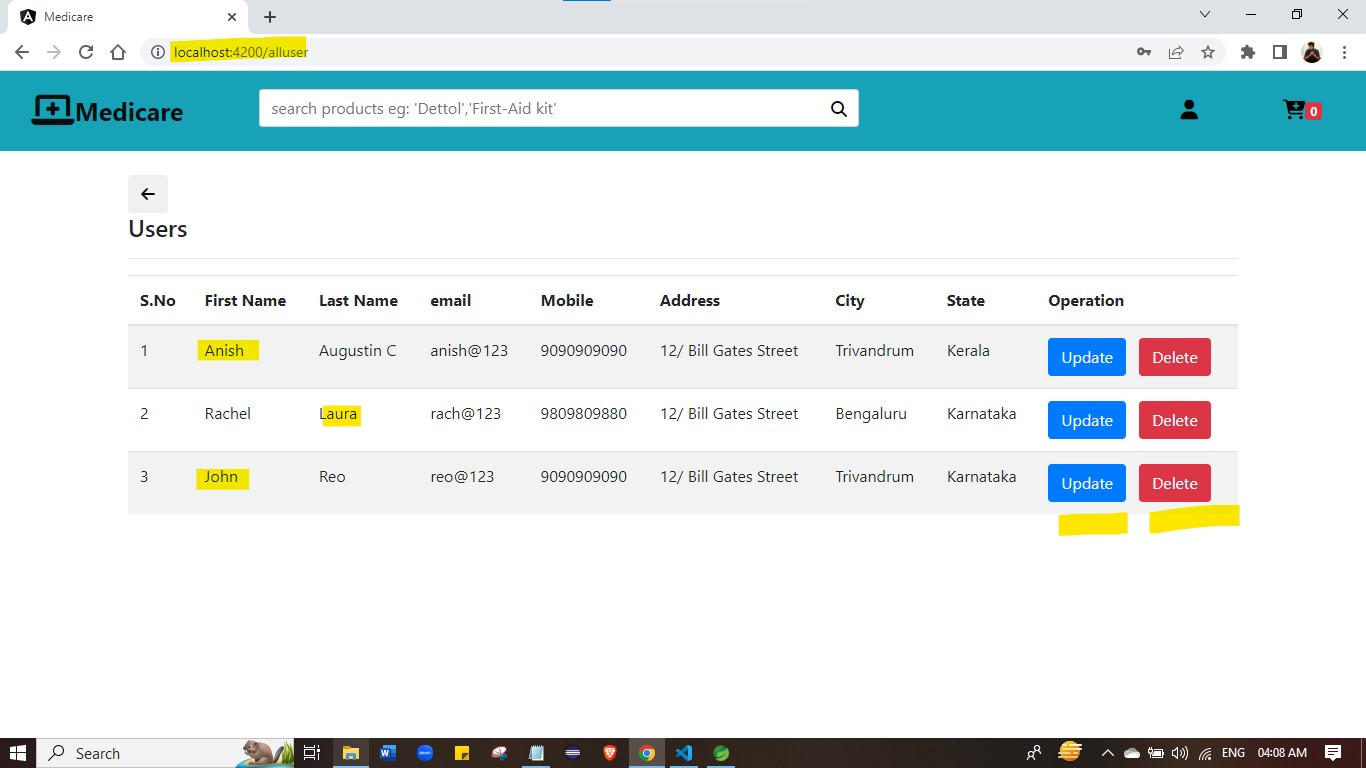 Medicare
localhost:4200/alluser
Medicare
search products eg: 'Dettol','First-Aid kit'
0
Users
S.No First Name Last Name email Mobile Address City State Operation
1 Anish Augustin C anish@123 9090909090 12/ Bill Gates Street Trivandrum Kerala Update Delete
2 Rachel Laura rach@123 9809809880 12/ Bill Gates Street Bengaluru Karnataka Update Delete
3 John Reo reo@123 9090909090 12/ Bill Gates Street Trivandrum Karnataka Update Delete
Search ENG 04:08 AM